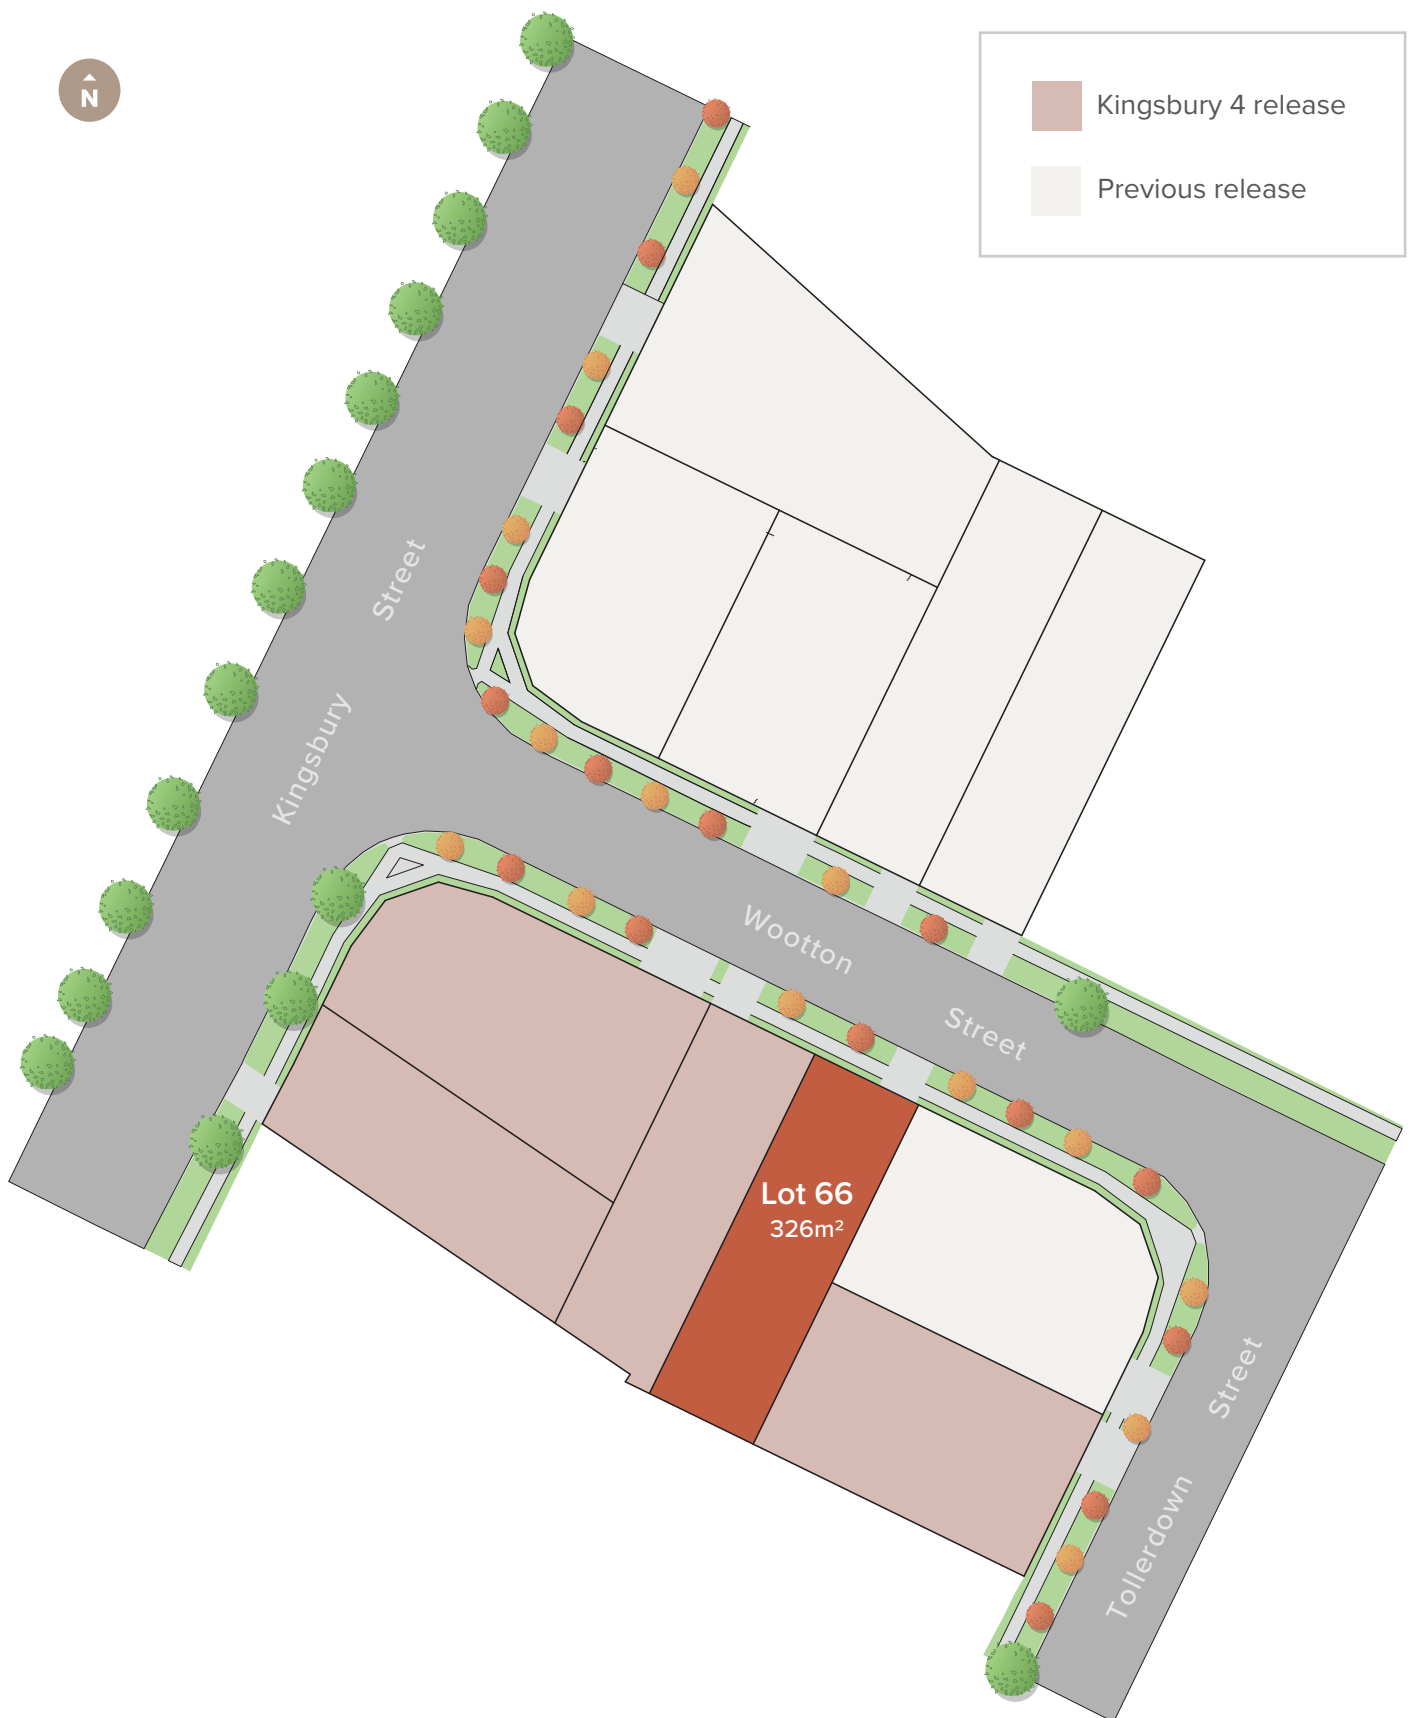 N
Kingsbury 4 release
Previous release
Kingsbury Street
Wootton Street
Lot 66
326m²
Tollerdown Street